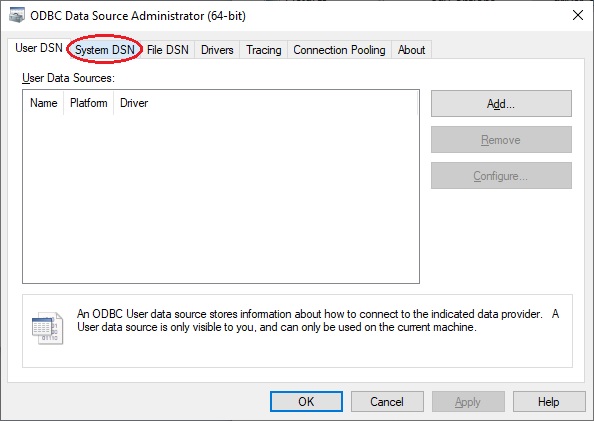 ODBC Data Source Administrator (64-bit)
User DSN System DSN File DSN Drivers Tracing Connection Pooling About
User Data Sources:
Name Platform Driver
Add...
Remove
Configure...
An ODBC User data source stores information about how to connect to the indicated data provider. A
User data source is only visible to you, and can only be used on the current machine.
OK Cancel Apply Help